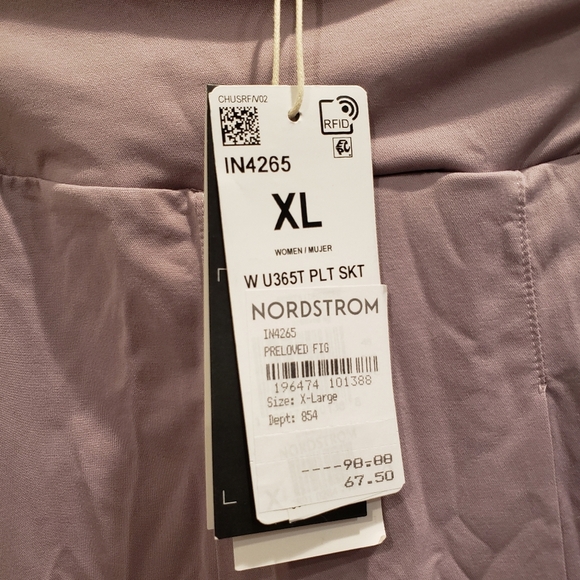 CHUSRF/V02
RFID
IN4265
XL
WOMEN / MUJER
W U365T PLT SKT
NORDSTROM
IN4265
PRELOVED FIG
196474 101388
Size: X-Large
Dept: 854
----90.00
67.50